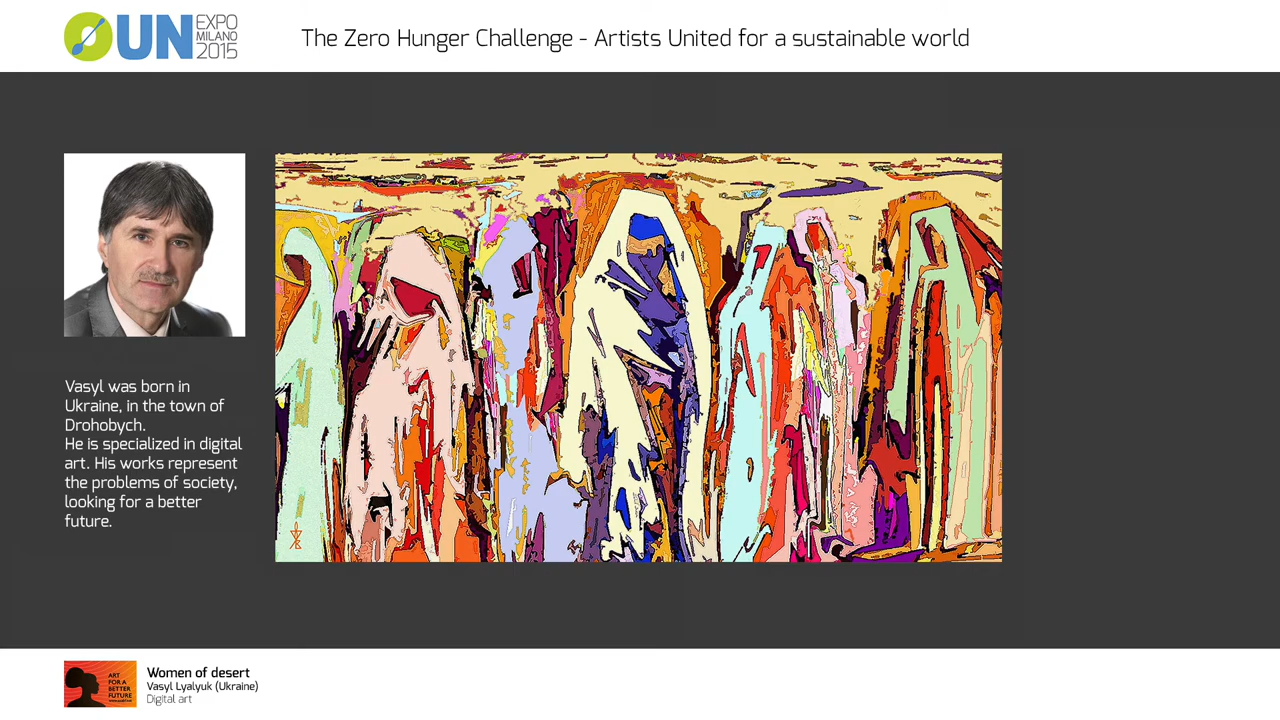 UN
EXPO
MILANO
2015
The Zero Hunger Challenge - Artists United for a sustainable world
Vasyl was born in
Ukraine, in the town of
Drohobych.
He is specialized in digital
art. His works represent
the problems of society,
looking for a better
future.
ART
FOR A
BETTER
FUTURE
Women of desert
Vasyl Lyalyuk (Ukraine)
Digital art